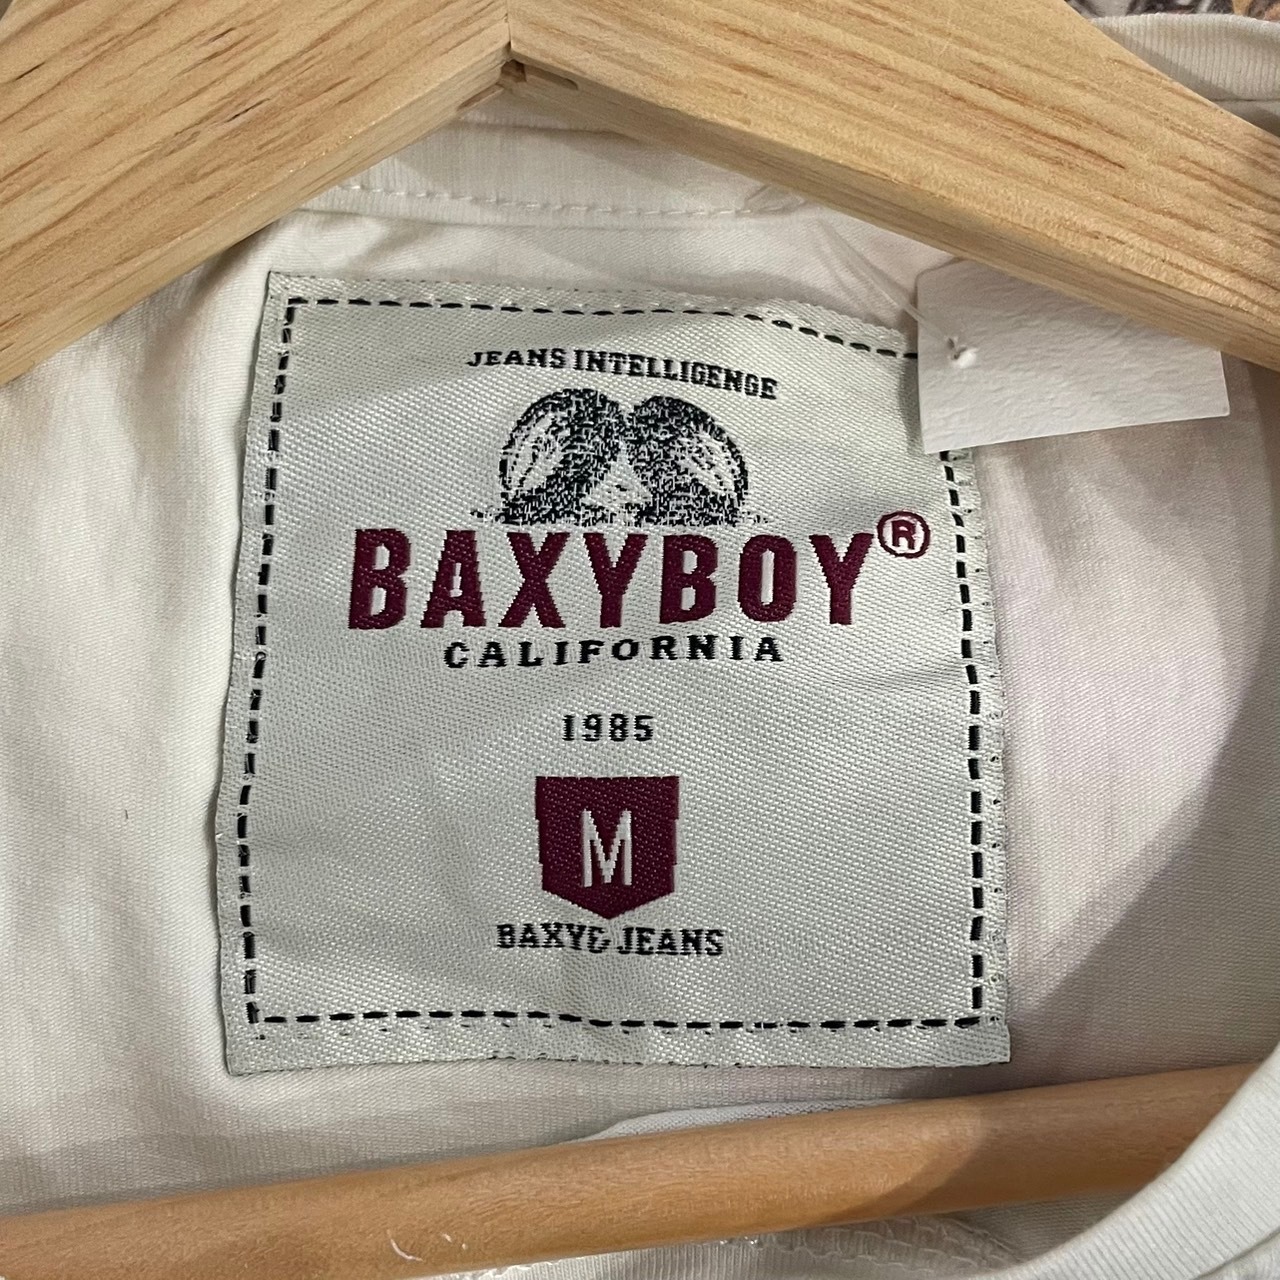 JEANS INTELLIGENGE
BAXYBOY®
CALIFORNIA
1985
M
BAXY& JEANS